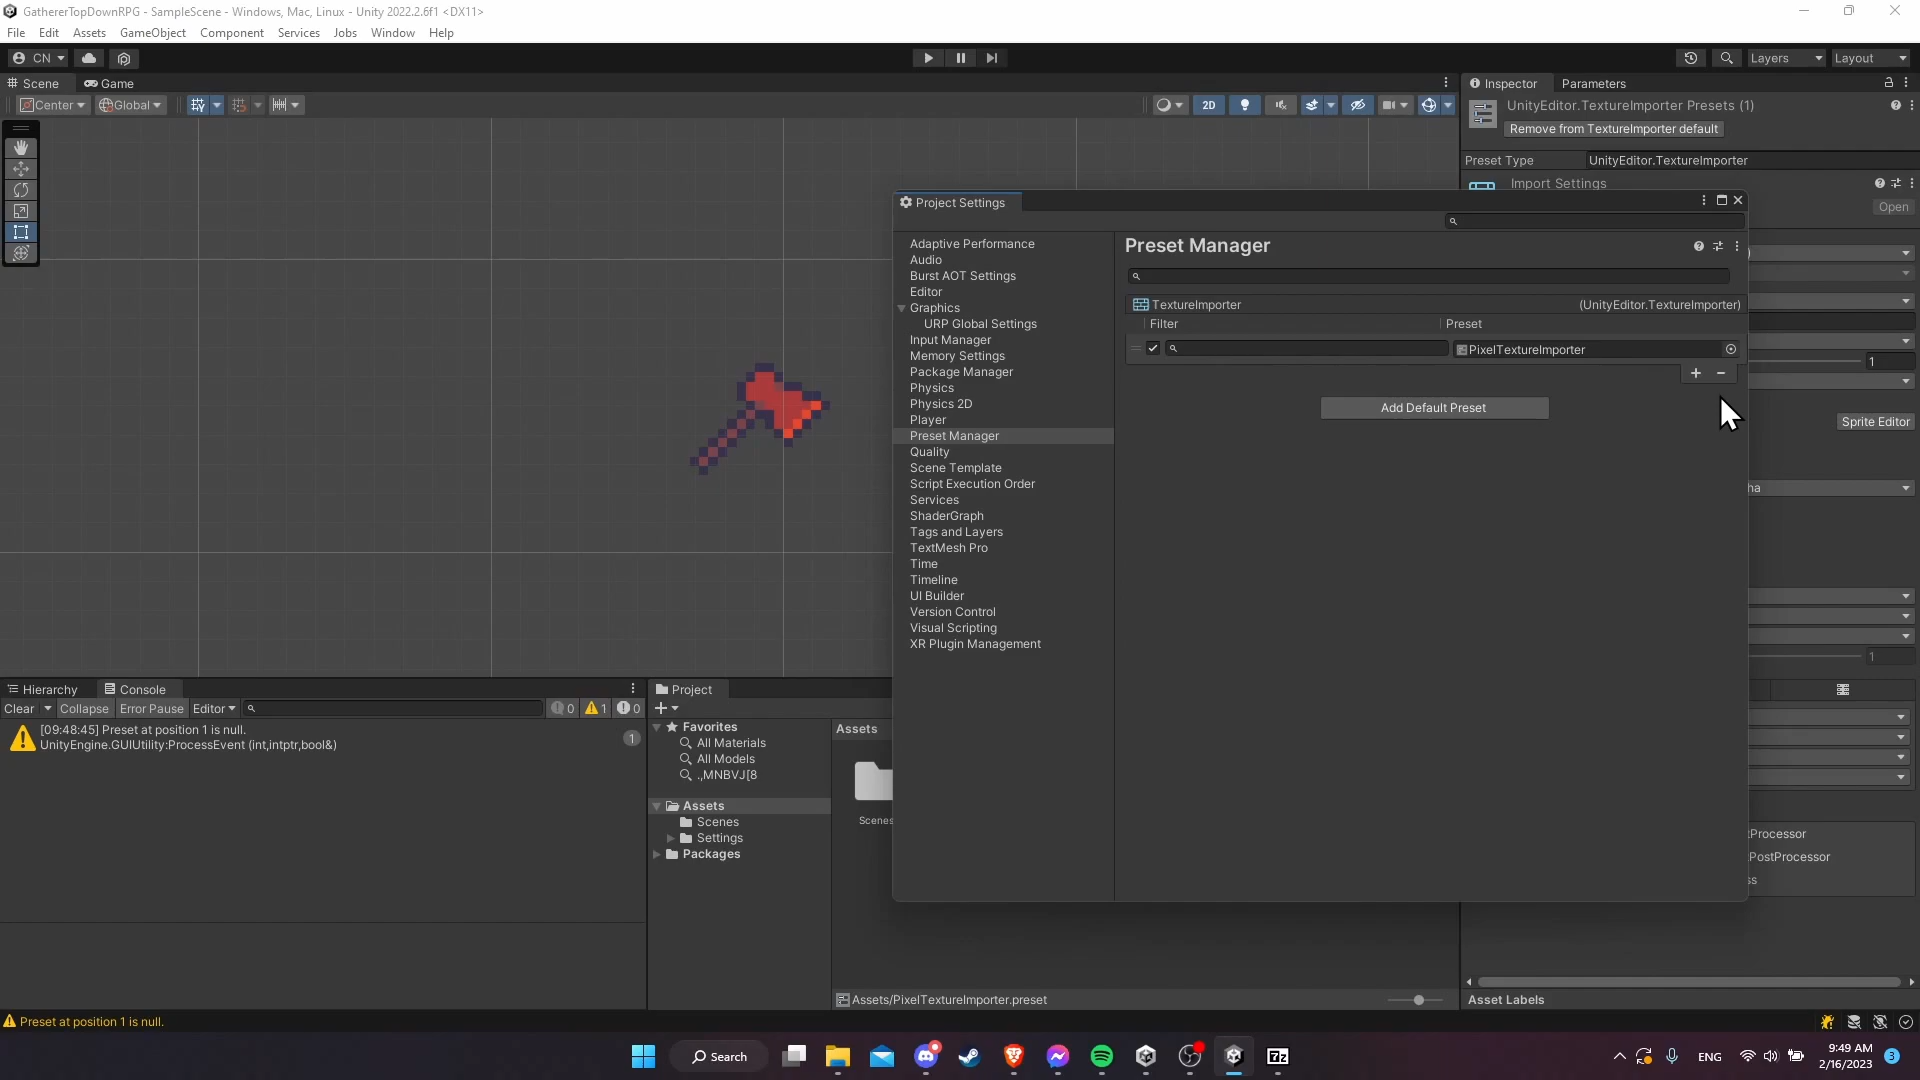 GathererTopDownRPG - SampleScene - Windows, Mac, Linux - Unity 2022.2.6f1 <DX11>
File Edit Assets GameObject Component Services Jobs Window Help
CN Layers Layout
Scene Game Inspector Parameters
Center Global 2D
UnityEditor.TextureImporter Presets (1)
Remove from TextureImporter default
Preset Type UnityEditor.TextureImporter
Import Settings
Open
Project Settings
Adaptive Performance
Audio
Burst AOT Settings
Editor
Graphics
URP Global Settings
Input Manager
Memory Settings
Package Manager
Physics
Physics 2D
Player
Preset Manager
Quality
Scene Template
Script Execution Order
Services
ShaderGraph
Tags and Layers
TextMesh Pro
Time
Timeline
UI Builder
Version Control
Visual Scripting
XR Plugin Management
Preset Manager
TextureImporter (UnityEditor.TextureImporter)
Filter Preset
PixelTextureImporter
+ -
Add Default Preset
)
1
Sprite Editor
ha
1
Processor
PostProcessor
ss
Hierarchy Console
Clear Collapse Error Pause Editor 0 1 0
[09:48:45] Preset at position 1 is null.
UnityEngine.GUIUtility:ProcessEvent (int,intptr,bool&)
1
Project
+
Favorites
All Materials
All Models
.,MNBVJ[8
Assets
Scenes
Settings
Packages
Assets
Scenes
Assets/PixelTextureImporter.preset
Asset Labels
Preset at position 1 is null.
Search
ENG
9:49 AM
2/16/2023
3